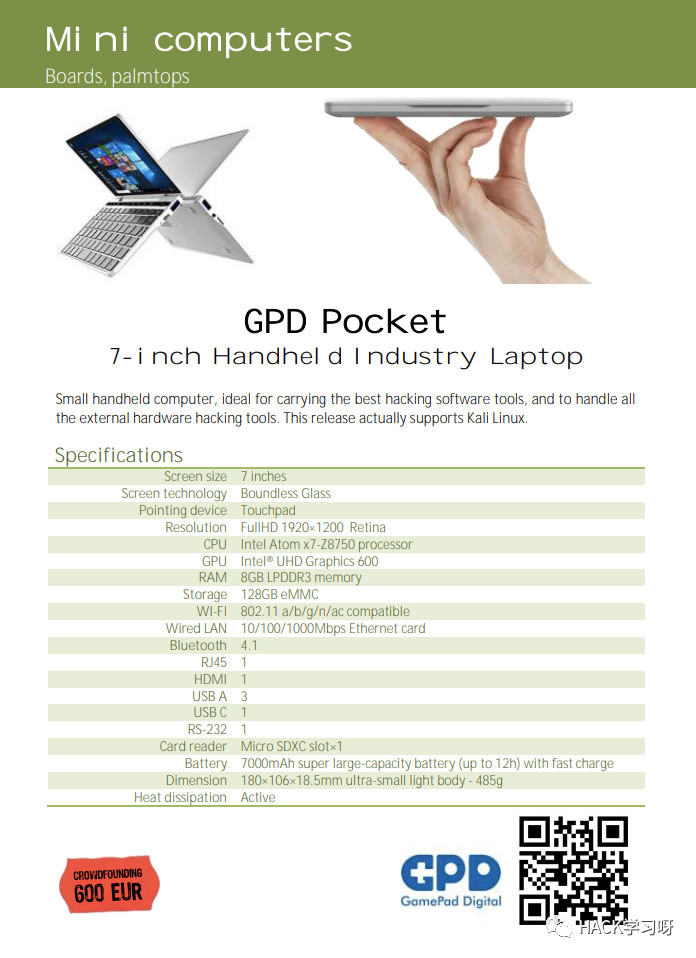 Mini computers
Boards, palmtops
GPD Pocket
7-inch Handheld Industry Laptop
Small handheld computer, ideal for carrying the best hacking software tools, and to handle all
the external hardware hacking tools. This release actually supports Kali Linux.
Specifications
Screen size 7 inches
Screen technology Boundless Glass
Pointing device Touchpad
Resolution FullHD 1920×1200 Retina
CPU Intel Atom x7-Z8750 processor
GPU Intel® UHD Graphics 600
RAM 8GB LPDDR3 memory
Storage 128GB eMMC
WI-FI 802.11 a/b/g/n/ac compatible
Wired LAN 10/100/1000Mbps Ethernet card
Bluetooth 4.1
RJ45 1
HDMI 1
USB A 3
USB C 1
RS-232 1
Card reader Micro SDXC slot×1
Battery 7000mAh super large-capacity battery (up to 12h) with fast charge
Dimension 180×106×18.5mm ultra-small light body - 485g
Heat dissipation Active
CROWDFOUNDING
600 EUR
GPD
GamePad Digital
HACK学习呀